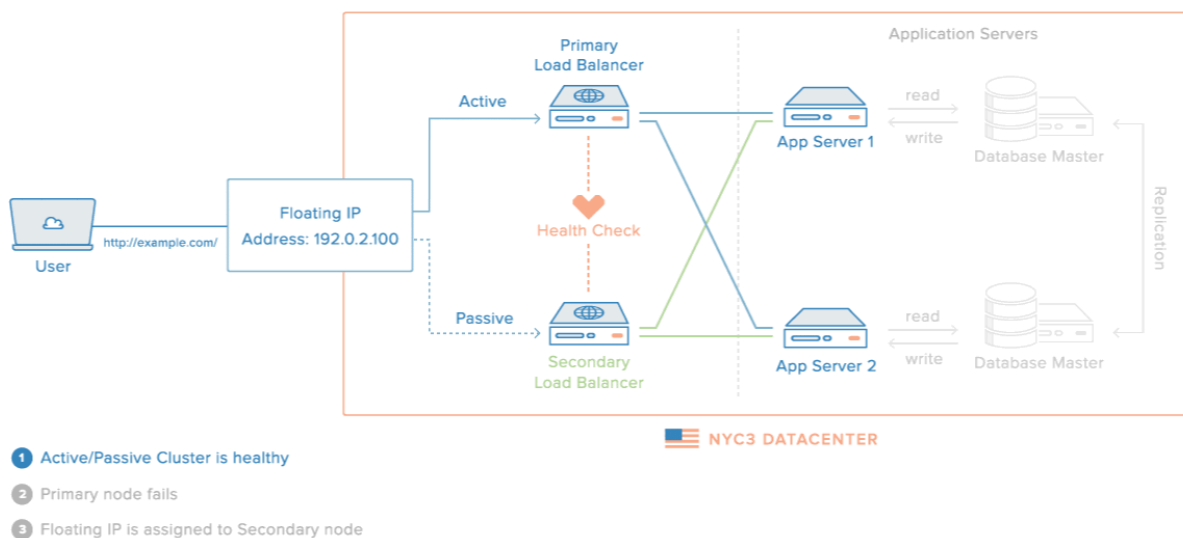 Application Servers
Primary
Load Balancer
Active
App Server 1
read
write
Database Master
Floating IP
Address: 192.0.2.100
http://example.com/
User
Health Check
Replication
Passive
Secondary
Load Balancer
App Server 2
read
write
Database Master
NYC3 DATACENTER
1 Active/Passive Cluster is healthy
2 Primary node fails
3 Floating IP is assigned to Secondary node